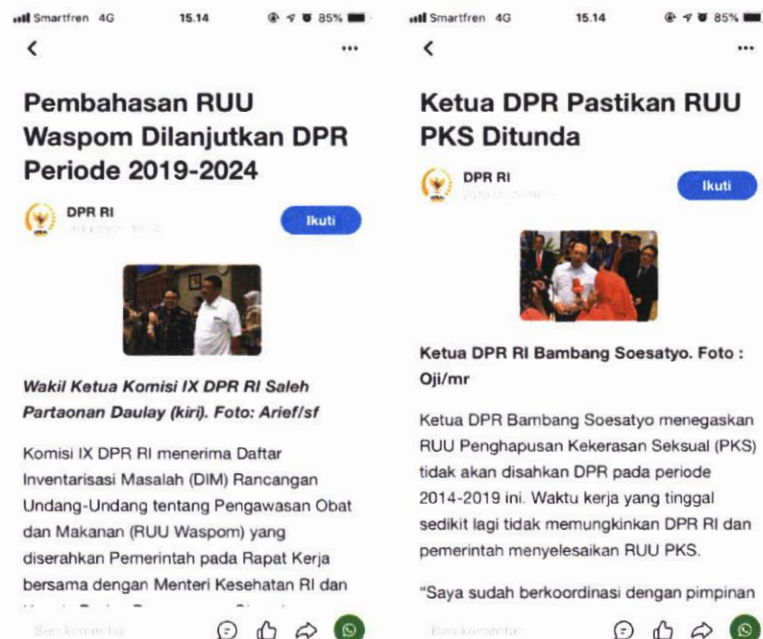 Smartfren 4G 15.14 85%
Pembahasan RUU
Waspom Dilanjutkan DPR
Periode 2019-2024
DPR RI
Ikuti
Wakil Ketua Komisi IX DPR RI Saleh
Partaonan Daulay (kiri). Foto: Arief/sf
Komisi IX DPR RI menerima Daftar
Inventarisasi Masalah (DIM) Rancangan
Undang-Undang tentang Pengawasan Obat
dan Makanan (RUU Waspom) yang
diserahkan Pemerintah pada Rapat Kerja
bersama dengan Menteri Kesehatan RI dan
Beri komentar
Smartfren 4G 15.14 85%
Ketua DPR Pastikan RUU
PKS Ditunda
DPR RI
Ikuti
Ketua DPR RI Bambang Soesatyo. Foto :
Oji/mr
Ketua DPR Bambang Soesatyo menegaskan
RUU Penghapusan Kekerasan Seksual (PKS)
tidak akan disahkan DPR pada periode
2014-2019 ini. Waktu kerja yang tinggal
sedikit lagi tidak memungkinkan DPR RI dan
pemerintah menyelesaikan RUU PKS.
"Saya sudah berkoordinasi dengan pimpinan
Beri komentar